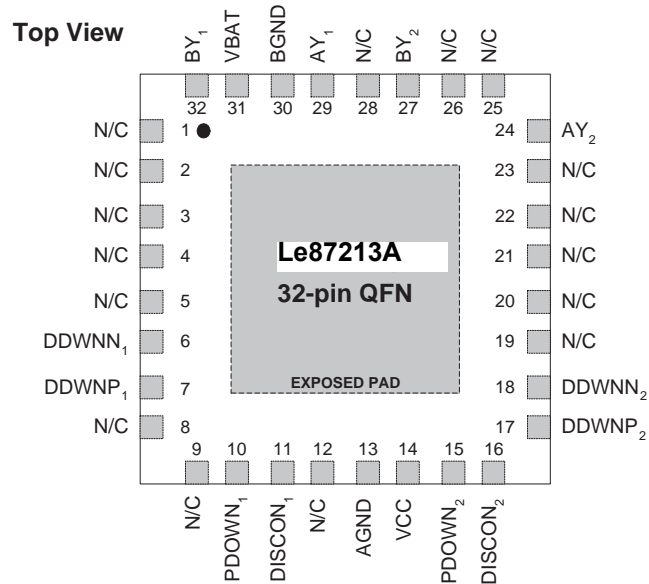 Top View
BY₁
VBAT
BGND
AY₁
N/C
BY₂
N/C
N/C
32
31
30
29
28
27
26
25
N/C 1
N/C 2
N/C 3
N/C 4
N/C 5
DDWNN₁ 6
DDWNP₁ 7
N/C 8
24 AY₂
23 N/C
22 N/C
21 N/C
20 N/C
19 N/C
18 DDWNN₂
17 DDWNP₂
Le87213A
32-pin QFN
EXPOSED PAD
9
10
11
12
13
14
15
16
N/C
PDOWN₁
DISCON₁
N/C
AGND
VCC
PDOWN₂
DISCON₂